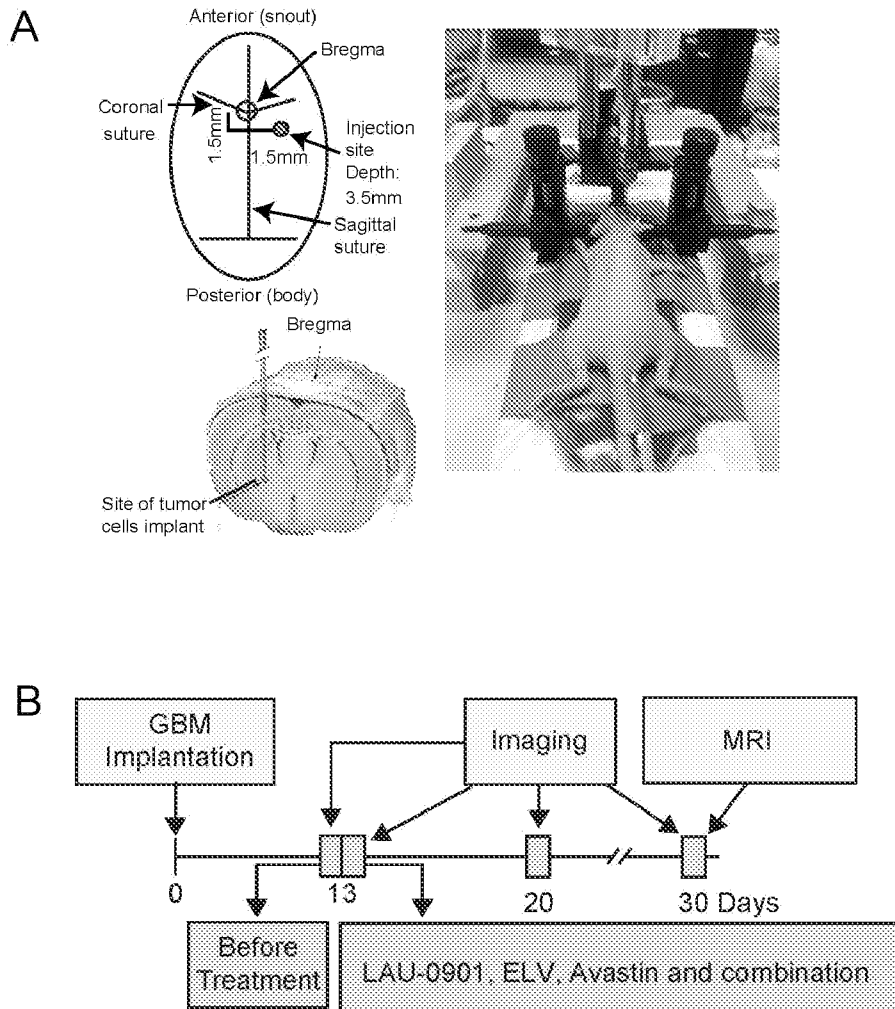 A
Anterior (snout)
Bregma
Coronal
suture
1.5mm
1.5mm
Injection
site
Depth:
3.5mm
Sagittal
suture
Posterior (body)
Bregma
Site of tumor
cells implant
B
GBM
Implantation
Imaging
MRI
0
13
20
30 Days
Before
Treatment
LAU-0901, ELV, Avastin and combination